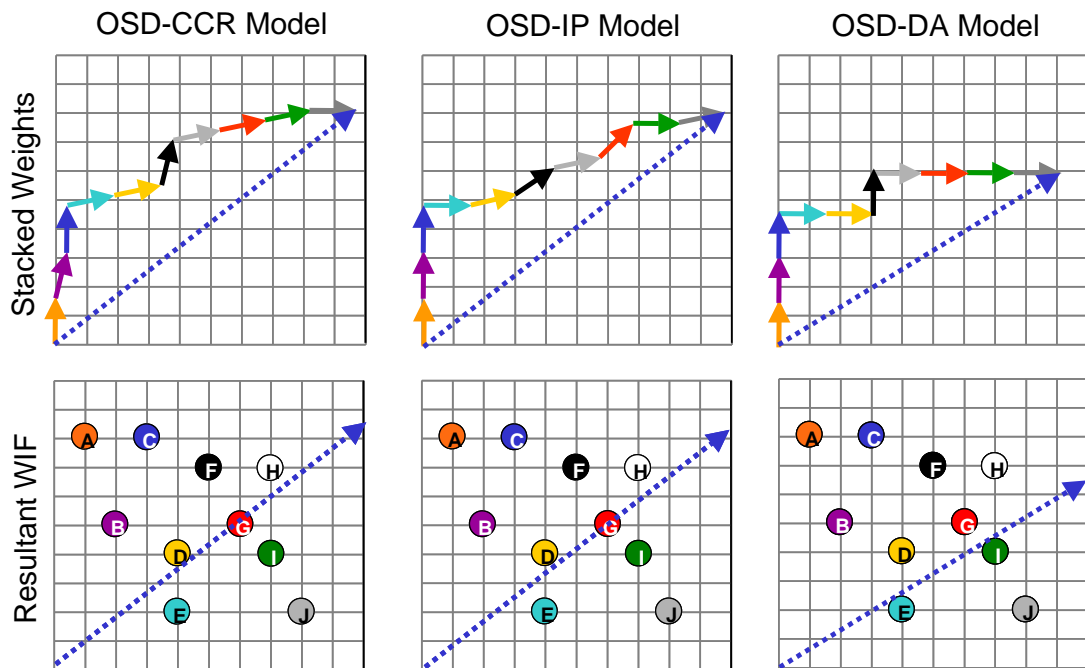 OSD-CCR Model
OSD-IP Model
OSD-DA Model
Stacked Weights
Resultant WIF
A
C
F
H
B
G
D
I
E
J
A
C
F
H
B
G
D
I
E
J
A
C
F
H
B
G
D
I
E
J